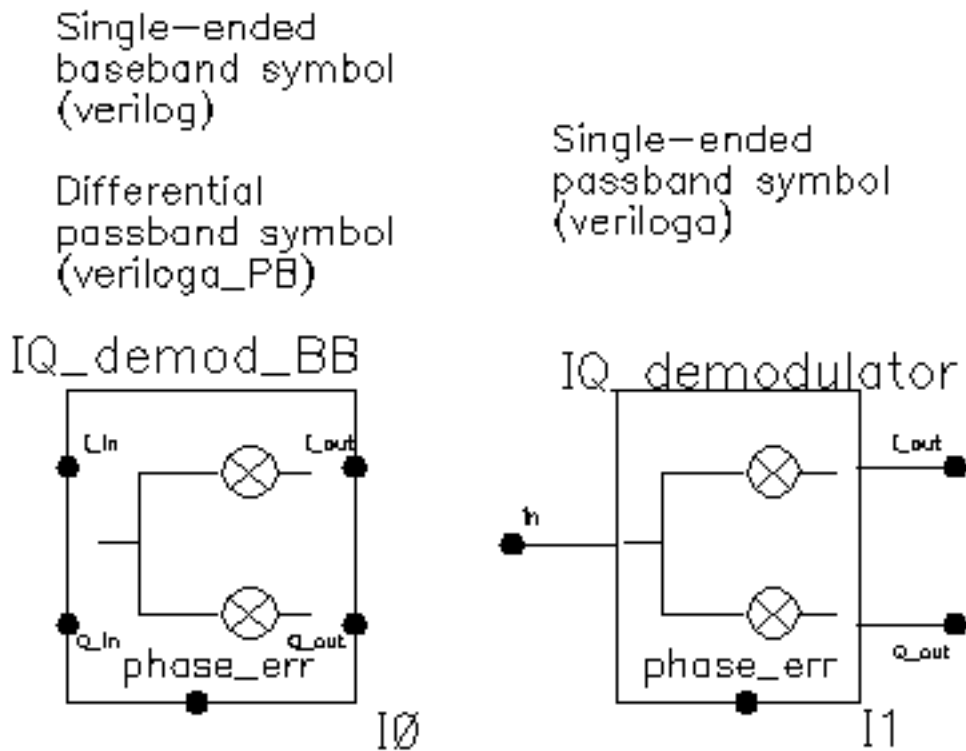 Single-ended
baseband symbol
(verilog)
Differential
passband symbol
(veriloga_PB)
Single-ended
passband symbol
(veriloga)
IQ_demod_BB
I_in
I_out
Q_in
Q_out
phase_err
I0
IQ_demodulator
in
I_out
Q_out
phase_err
I1